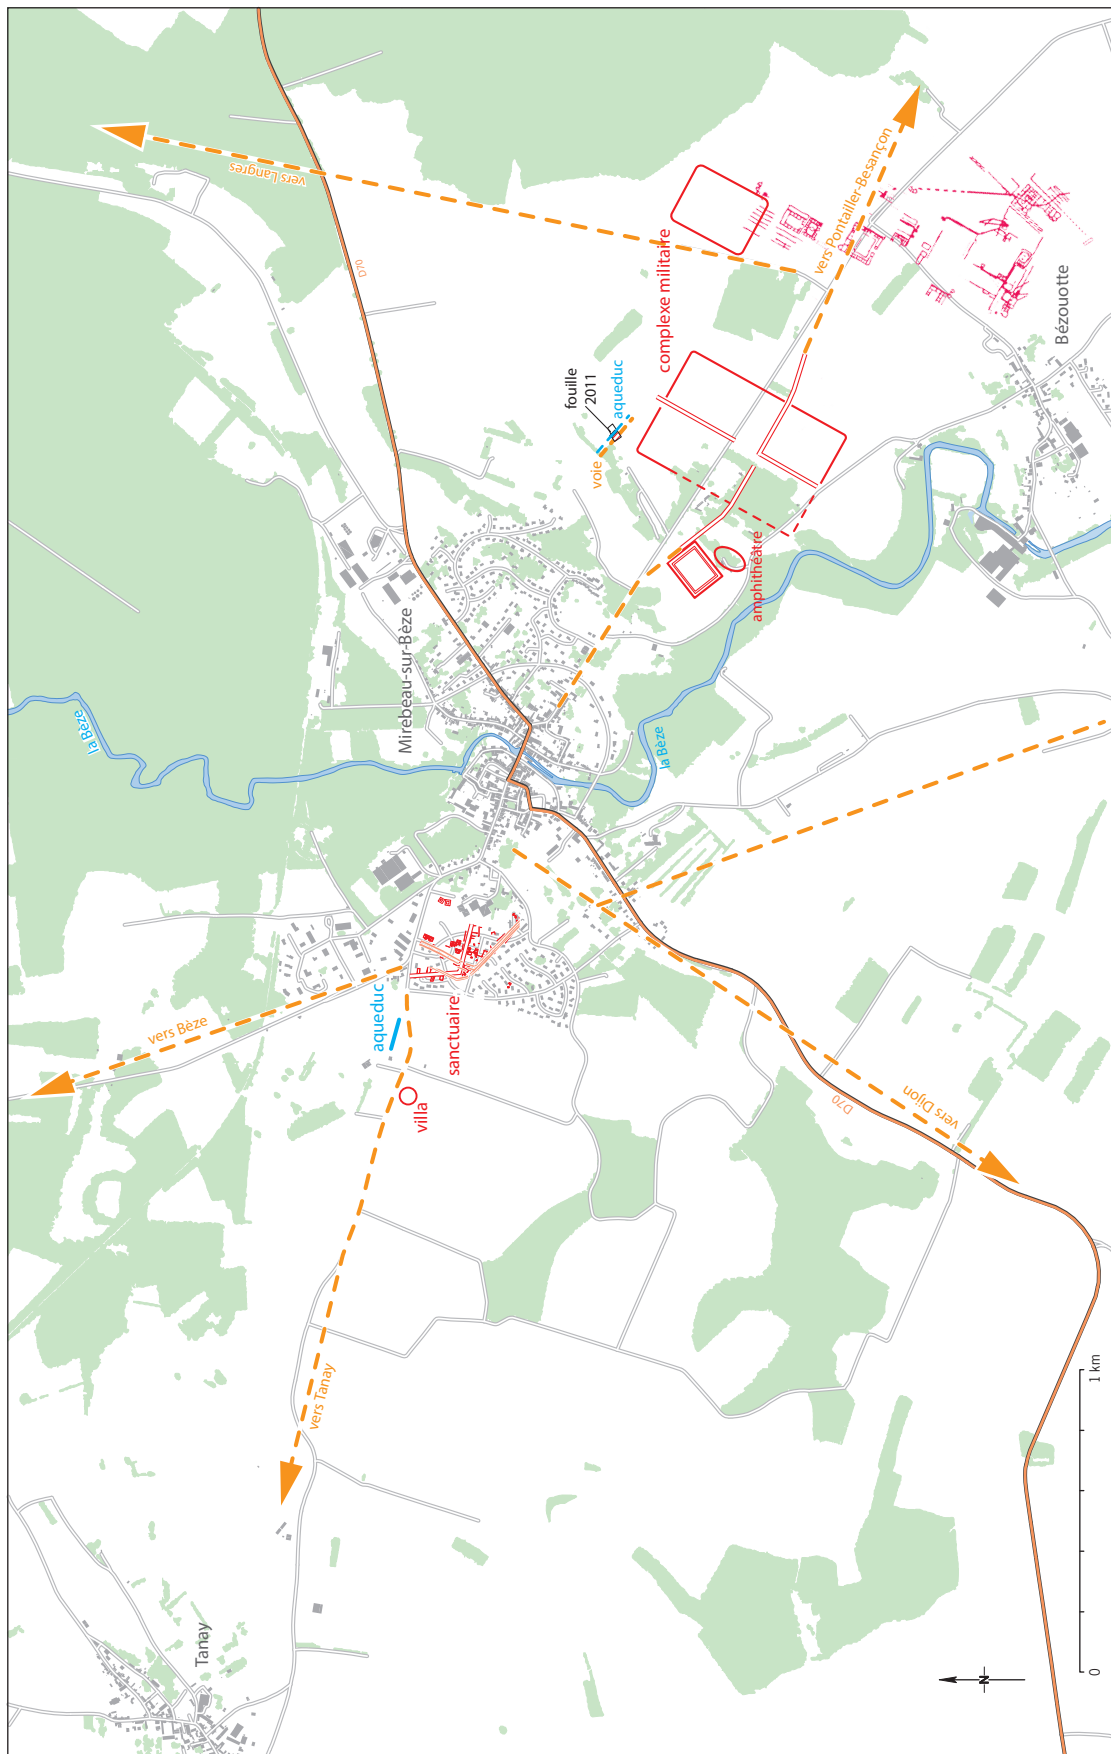 vers Langres
D70
la Bèze
Mirebeau-sur-Bèze
vers Bèze
aqueduc
sanctuaire
villa
vers Tanay
Tanay
fouille
2011
aqueduc
voie
complexe militaire
vers Pontailler-Besançon
amphithéâtre
la Bèze
Bézouotte
D70
vers Dijon
N
0
1 km